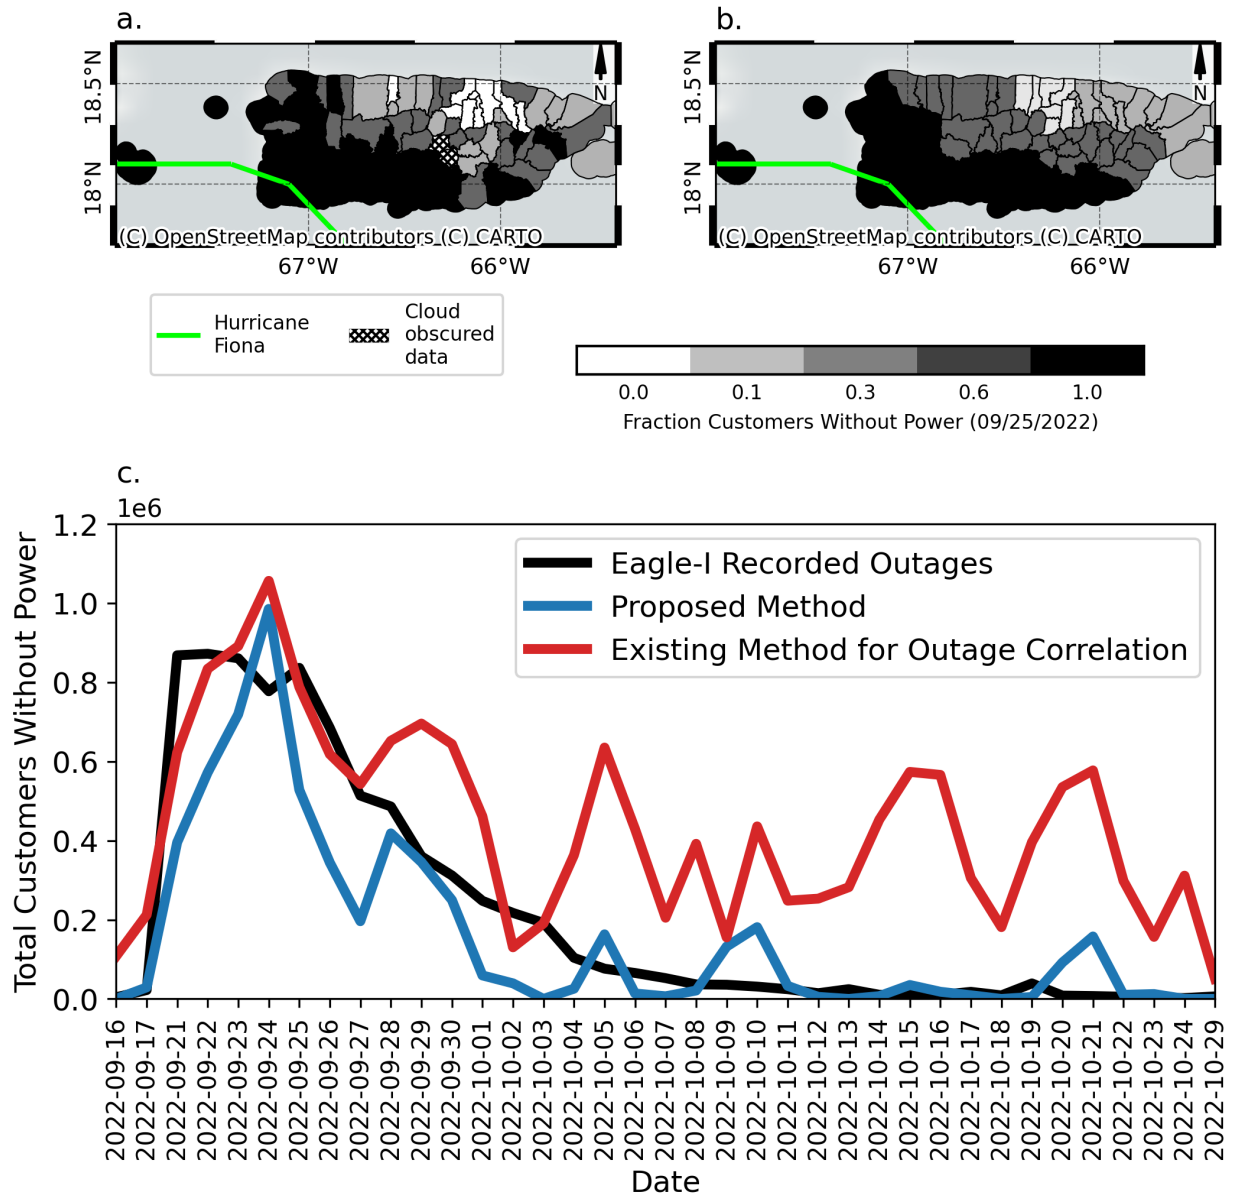 a.
b.
18.5°N
18°N
N
(C) OpenStreetMap contributors (C) CARTO
67°W
66°W
18.5°N
18°N
N
(C) OpenStreetMap contributors (C) CARTO
67°W
66°W
Hurricane
Fiona
Cloud
obscured
data
0.0
0.1
0.3
0.6
1.0
Fraction Customers Without Power (09/25/2022)
c.
1e6
1.2
1.0
0.8
0.6
0.4
0.2
0.0
Total Customers Without Power
Eagle-I Recorded Outages
Proposed Method
Existing Method for Outage Correlation
2022-09-16
2022-09-17
2022-09-21
2022-09-22
2022-09-23
2022-09-24
2022-09-25
2022-09-26
2022-09-27
2022-09-28
2022-09-29
2022-09-30
2022-10-01
2022-10-02
2022-10-03
2022-10-04
2022-10-05
2022-10-06
2022-10-07
2022-10-08
2022-10-09
2022-10-10
2022-10-11
2022-10-12
2022-10-13
2022-10-14
2022-10-15
2022-10-16
2022-10-17
2022-10-18
2022-10-19
2022-10-20
2022-10-21
2022-10-22
2022-10-23
2022-10-24
2022-10-29
Date